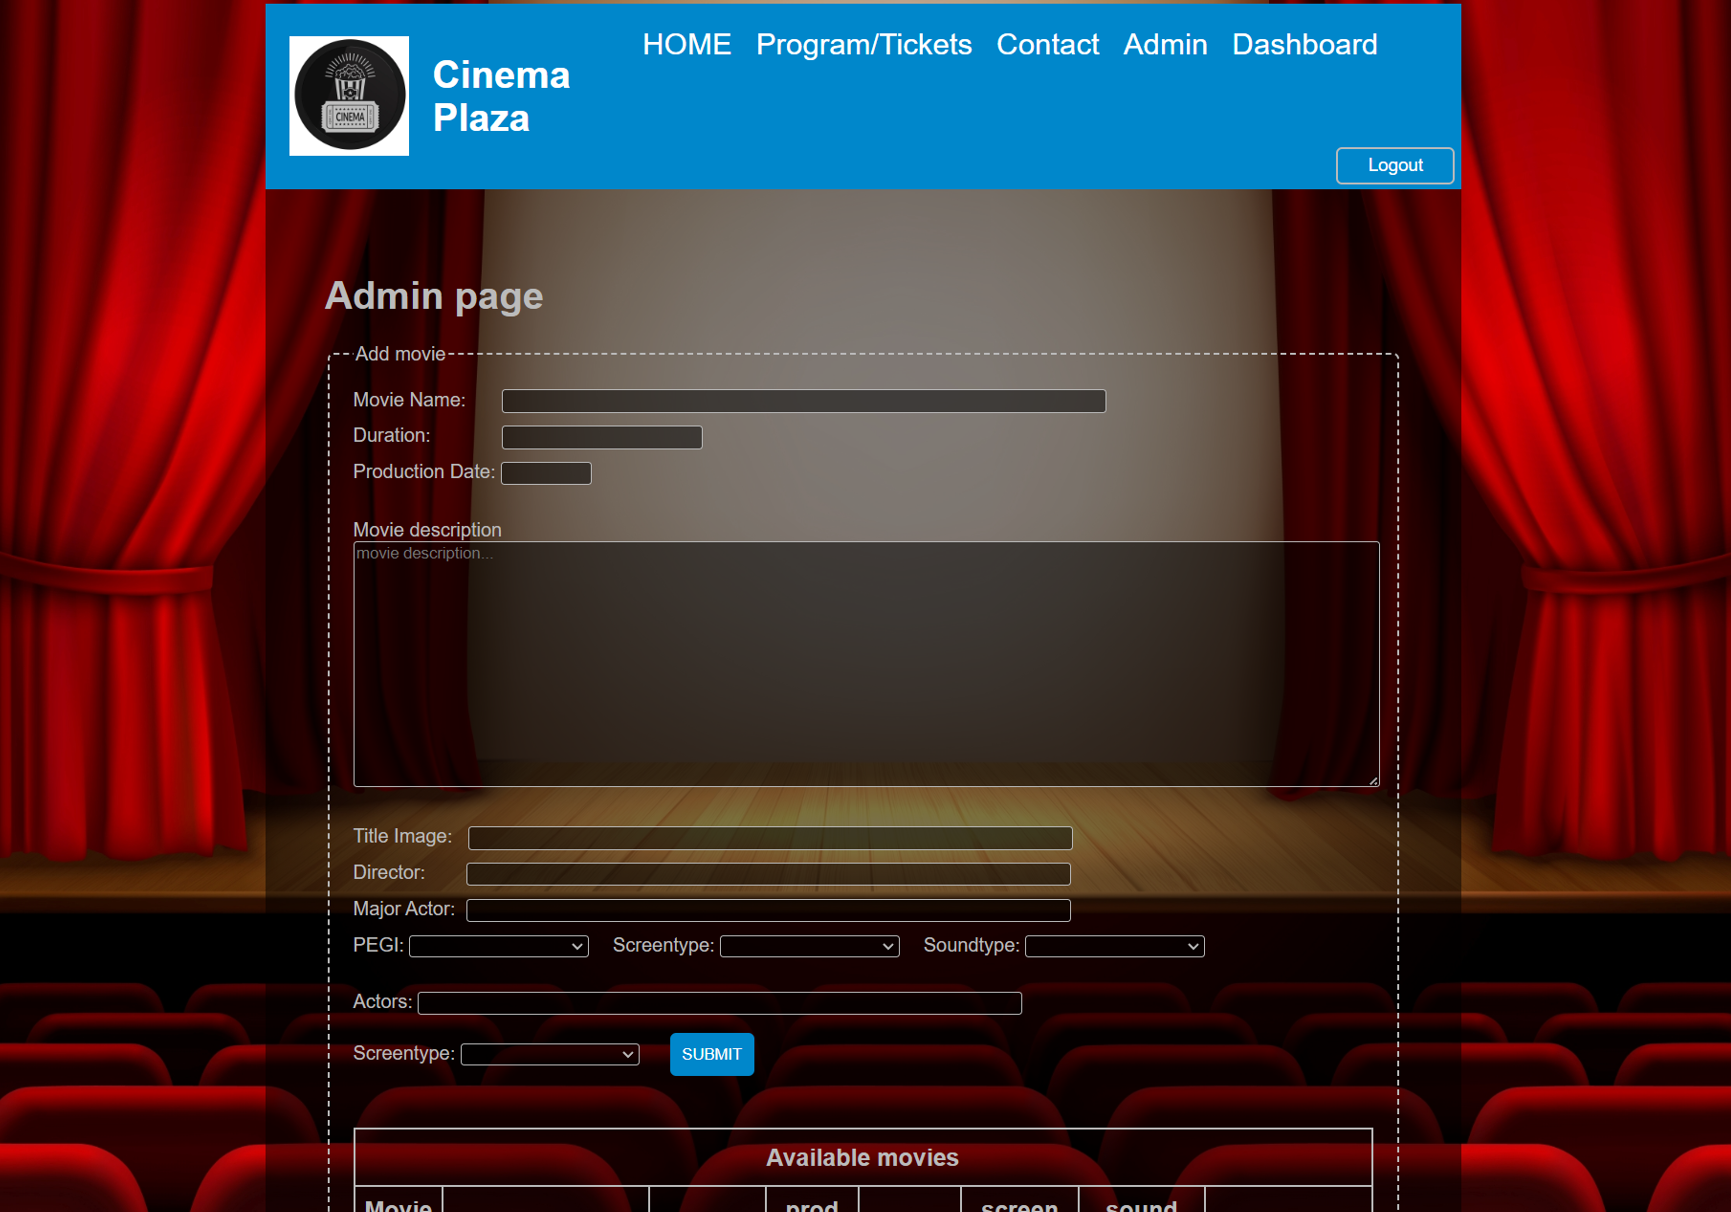 HOME Program/Tickets Contact Admin Dashboard
CINEMA
Cinema
Plaza
Logout
Admin page
Add movie
Movie Name:
Duration:
Production Date:
Movie description
movie description...
Title Image:
Director:
Major Actor:
PEGI: Screentype: Soundtype:
Actors:
Screentype: SUBMIT
Available movies
Movie prod screen sound